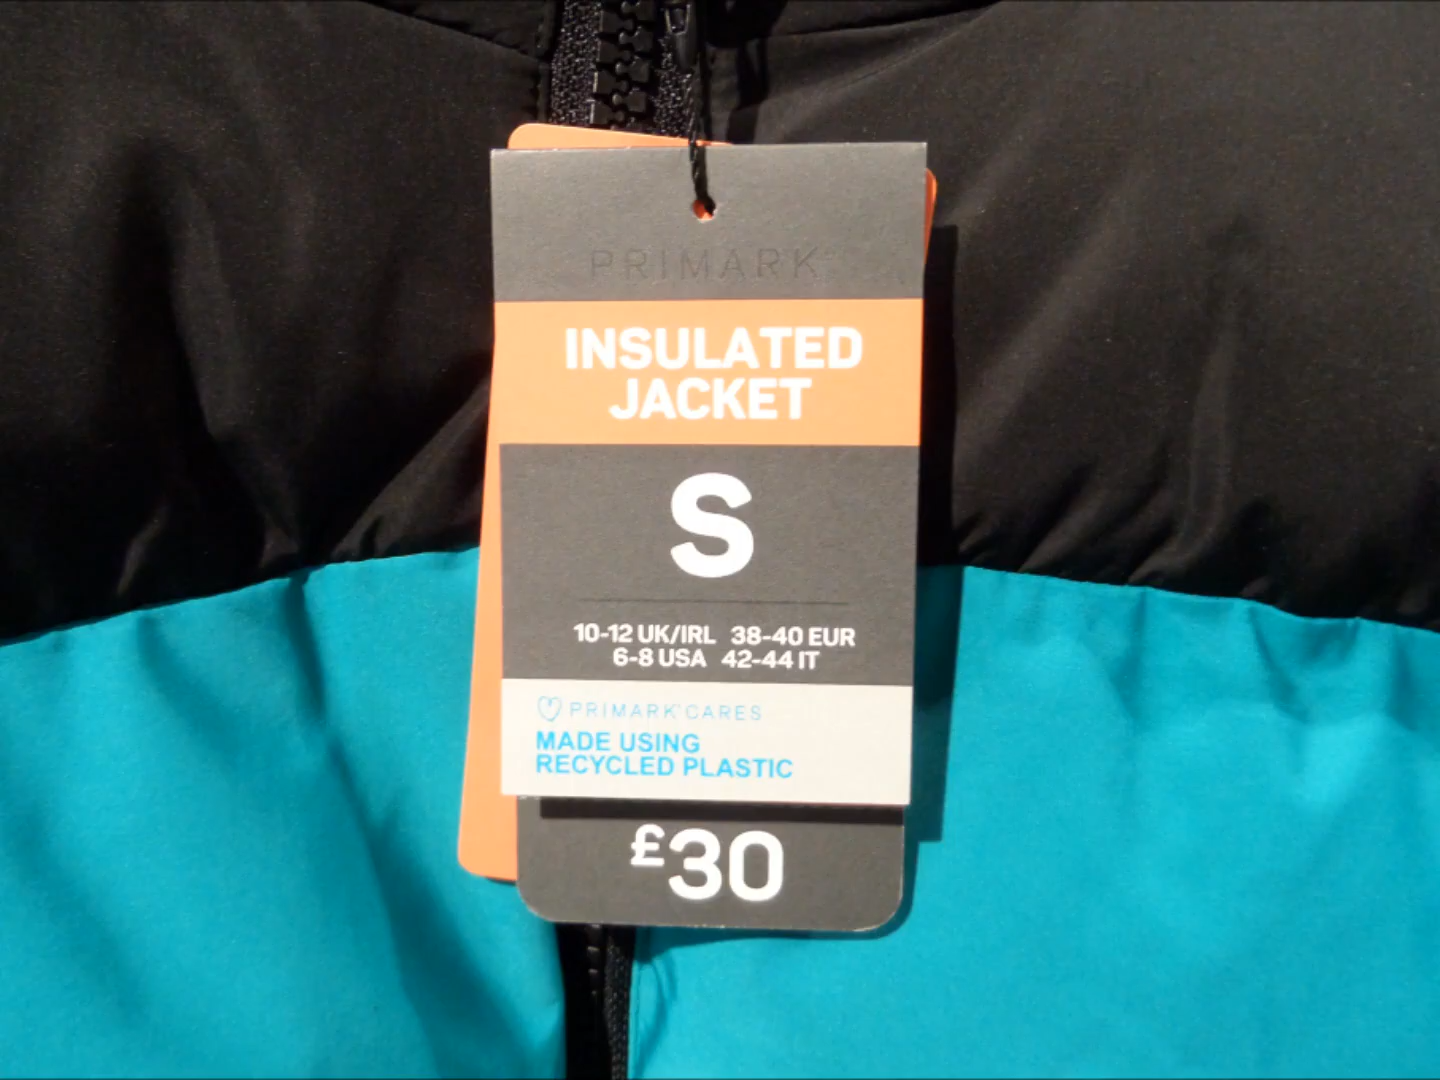 PRIMARK®
INSULATED
JACKET
S
10-12 UK/IRL 38-40 EUR
6-8 USA 42-44 IT
PRIMARK® CARES
MADE USING
RECYCLED PLASTIC
£30